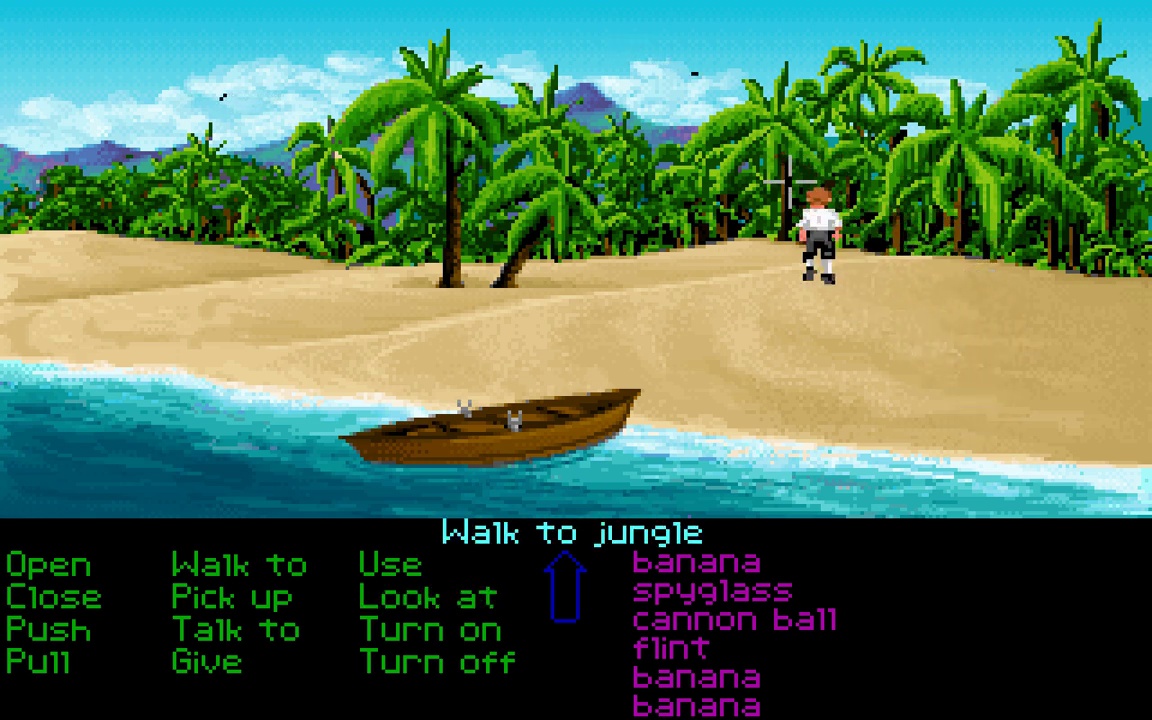 Walk to jungle
Open Walk to Use banana
Close Pick up Look at spyglass
Push Talk to Turn on cannon ball
Pull Give Turn off flint
banana
banana